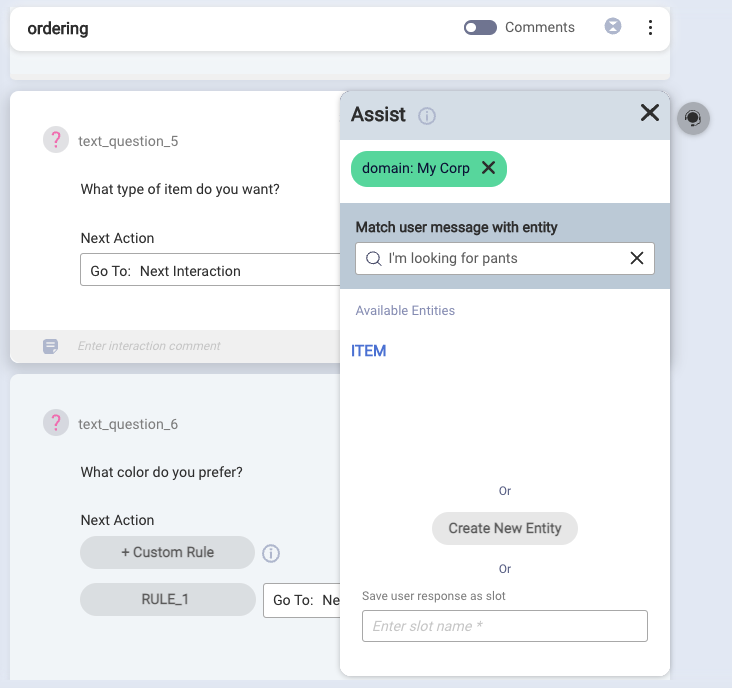 ordering
Comments
?
text_question_5
What type of item do you want?
Next Action
Go To: Next Interaction
Enter interaction comment
?
text_question_6
What color do you prefer?
Next Action
+ Custom Rule
i
RULE_1
Go To: Ne
Assist
i
domain: My Corp
Match user message with entity
I'm looking for pants
Available Entities
ITEM
Or
Create New Entity
Or
Save user response as slot
Enter slot name *